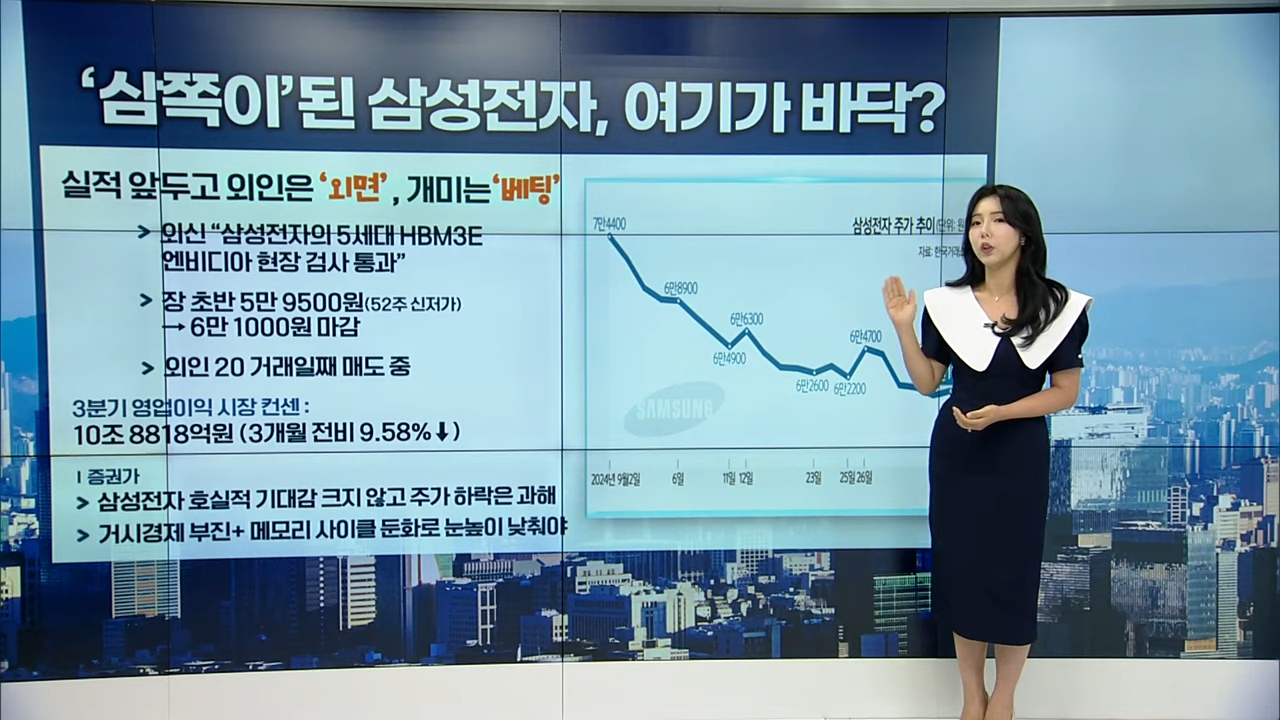 ‘삼쪽이’된 삼성전자, 여기가 바닥?
실적 앞두고 외인은 ‘외면’, 개미는 ‘베팅’
> 외신 “삼성전자의 5세대 HBM3E
엔비디아 현장 검사 통과”
> 장 초반 5만 9500원(52주 신저가)
→ 6만 1000원 마감
> 외인 20 거래일째 매도 중
3분기 영업이익 시장 컨센 :
10조 8818억원 (3개월 전비 9.58%⬇)
| 증권가
> 삼성전자 호실적 기대감 크지 않고 주가 하락은 과해
> 거시경제 부진+ 메모리 사이클 둔화로 눈높이 낮춰야
삼성전자 주가 추이 (단위: 원
자료: 한국거래소
7만4400
6만8900
6만4900
6만6300
6만2600
6만2200
6만4700
SAMSUNG
2024년 9월2일 6일 11일 12일 23일 25일 26일